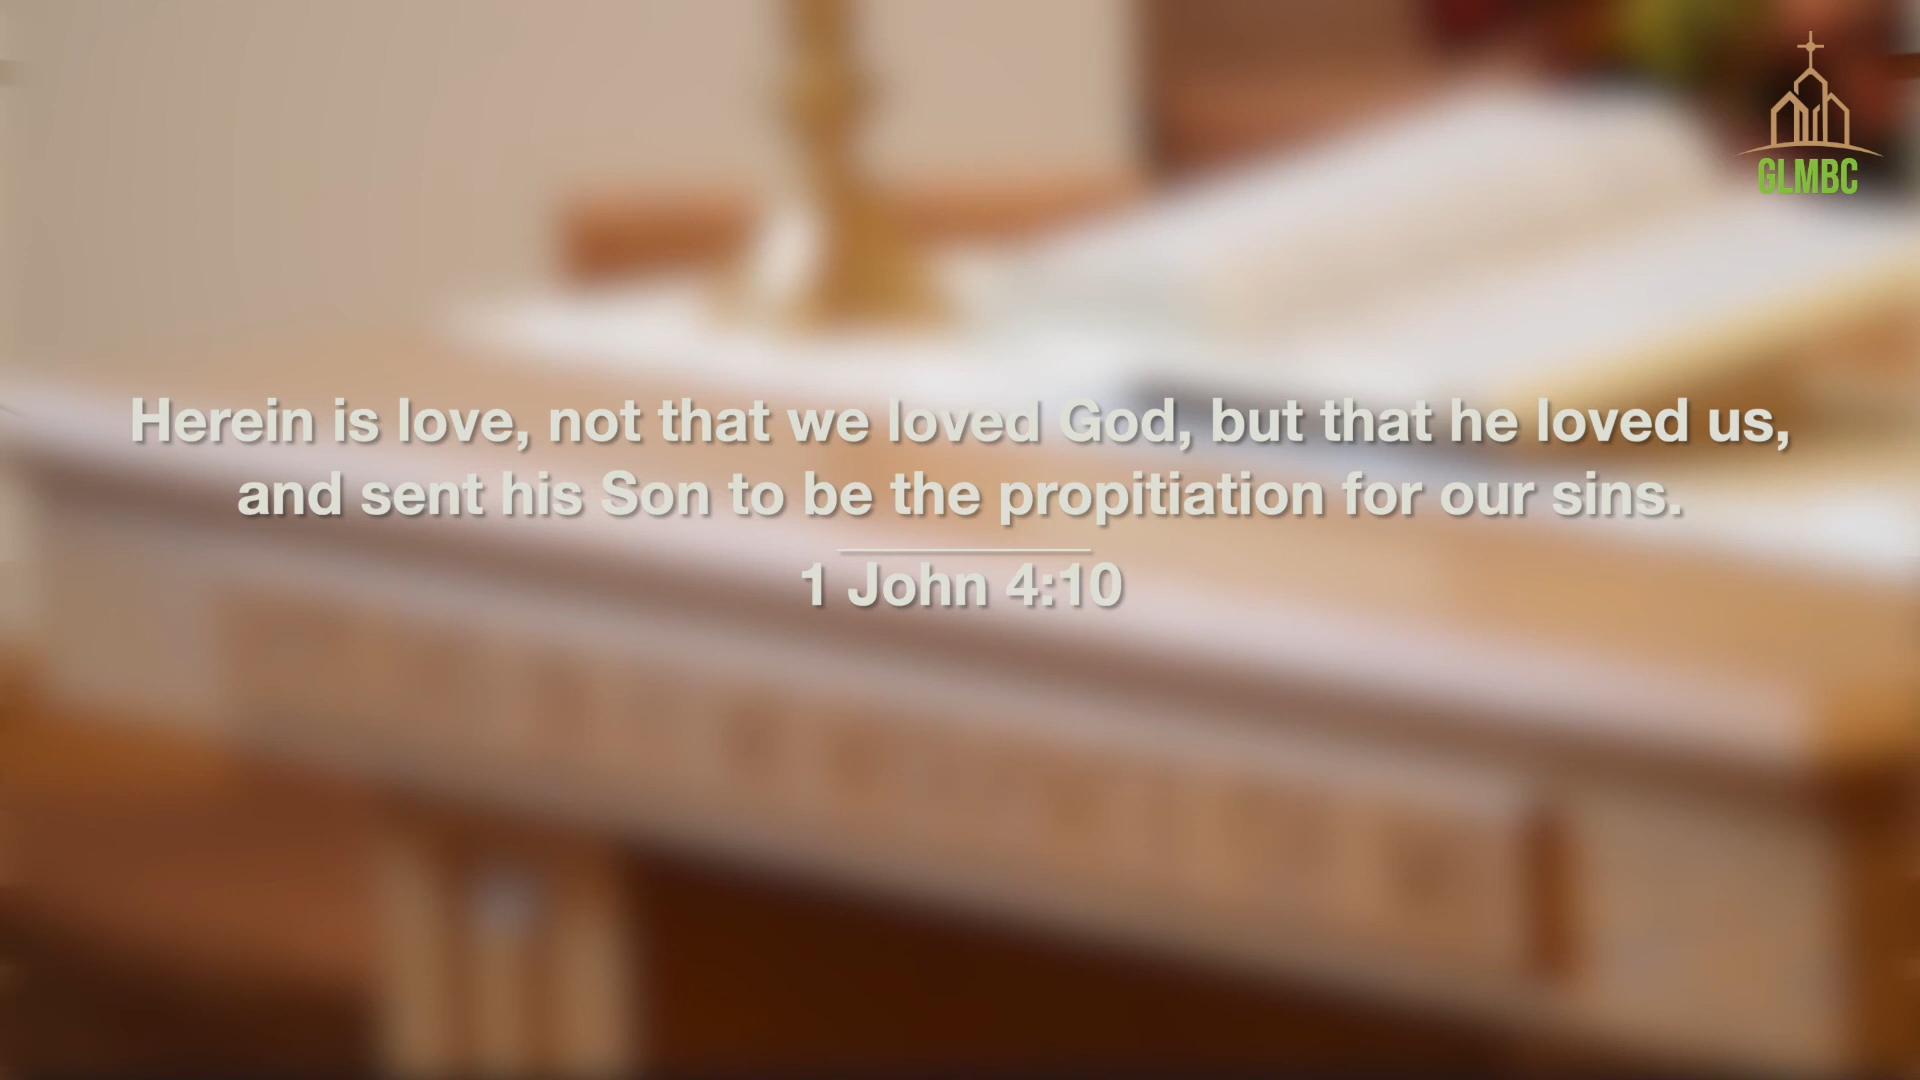 GLMBC
Herein is love, not that we loved God, but that he loved us,
and sent his Son to be the propitiation for our sins.
1 John 4:10